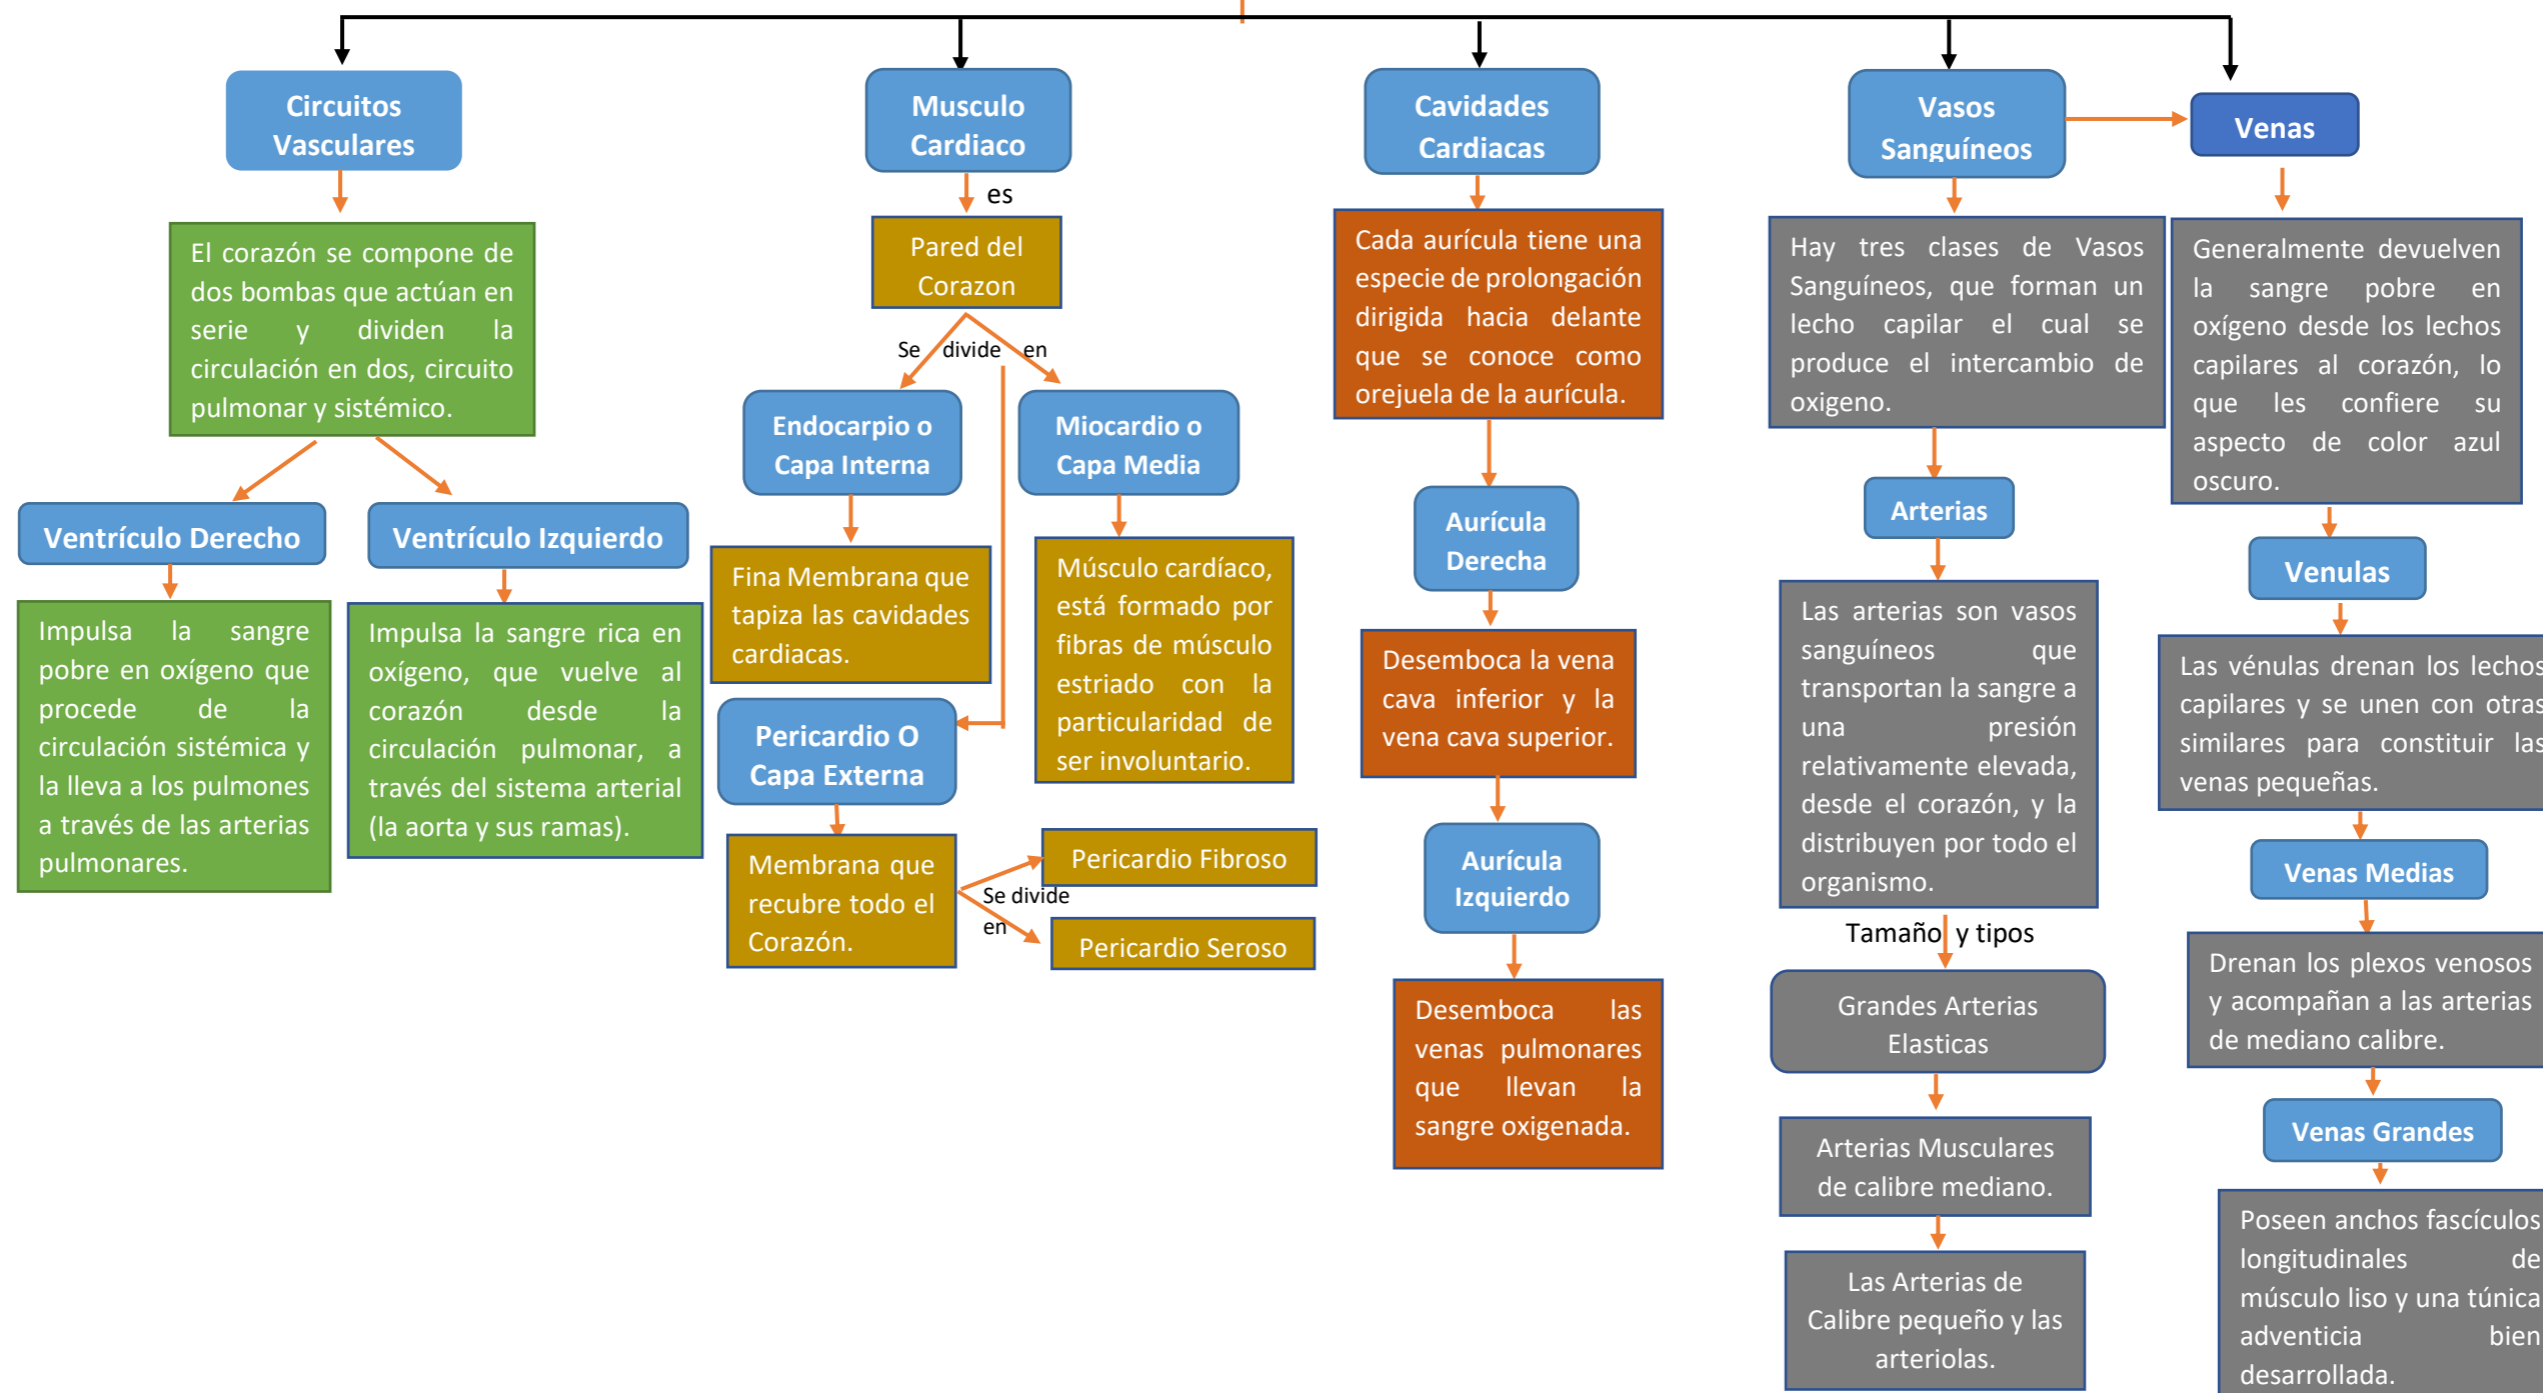 Circuitos
Vasculares
El corazón se compone de
dos bombas que actúan en
serie y dividen la
circulación en dos, circuito
pulmonar y sistémico.
Ventrículo Derecho
Impulsa la sangre
pobre en oxígeno que
procede de la
circulación sistémica y
la lleva a los pulmones
a través de las arterias
pulmonares.
Ventrículo Izquierdo
Impulsa la sangre rica en
oxígeno, que vuelve al
corazón desde la
circulación pulmonar, a
través del sistema arterial
(la aorta y sus ramas).
Musculo
Cardiaco
es
Pared del
Corazon
Se divide en
Endocarpio o
Capa Interna
Fina Membrana que
tapiza las cavidades
cardiacas.
Miocardio o
Capa Media
Músculo cardíaco,
está formado por
fibras de músculo
estriado con la
particularidad de
ser involuntario.
Pericardio O
Capa Externa
Membrana que
recubre todo el
Corazón.
Se divide
en
Pericardio Fibroso
Pericardio Seroso
Cavidades
Cardiacas
Cada aurícula tiene una
especie de prolongación
dirigida hacia delante
que se conoce como
orejuela de la aurícula.
Aurícula
Derecha
Desemboca la vena
cava inferior y la
vena cava superior.
Aurícula
Izquierdo
Desemboca las
venas pulmonares
que llevan la
sangre oxigenada.
Vasos
Sanguíneos
Hay tres clases de Vasos
Sanguíneos, que forman un
lecho capilar el cual se
produce el intercambio de
oxigeno.
Arterias
Las arterias son vasos
sanguíneos que
transportan la sangre a
una presión
relativamente elevada,
desde el corazón, y la
distribuyen por todo el
organismo.
Tamaño y tipos
Grandes Arterias
Elasticas
Arterias Musculares
de calibre mediano.
Las Arterias de
Calibre pequeño y las
arteriolas.
Venas
Generalmente devuelven
la sangre pobre en
oxígeno desde los lechos
capilares al corazón, lo
que les confiere su
aspecto de color azul
oscuro.
Venulas
Las vénulas drenan los lechos
capilares y se unen con otras
similares para constituir las
venas pequeñas.
Venas Medias
Drenan los plexos venosos
y acompañan a las arterias
de mediano calibre.
Venas Grandes
Poseen anchos fascículos
longitudinales de
músculo liso y una túnica
adventicia bien
desarrollada.